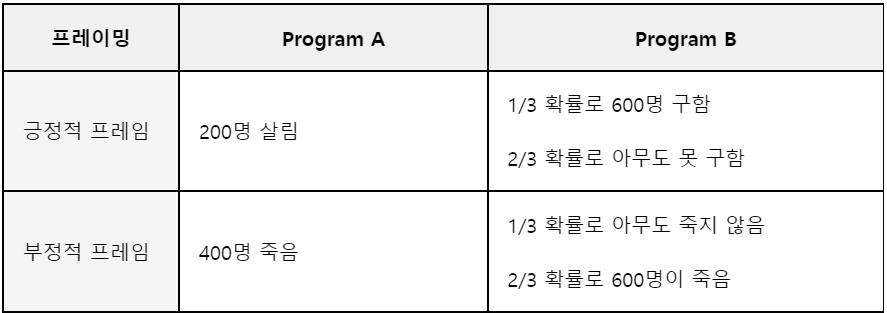 프레이밍
Program A
Program B
긍정적 프레임
200명 살림
1/3 확률로 600명 구함
2/3 확률로 아무도 못 구함
부정적 프레임
400명 죽음
1/3 확률로 아무도 죽지 않음
2/3 확률로 600명이 죽음